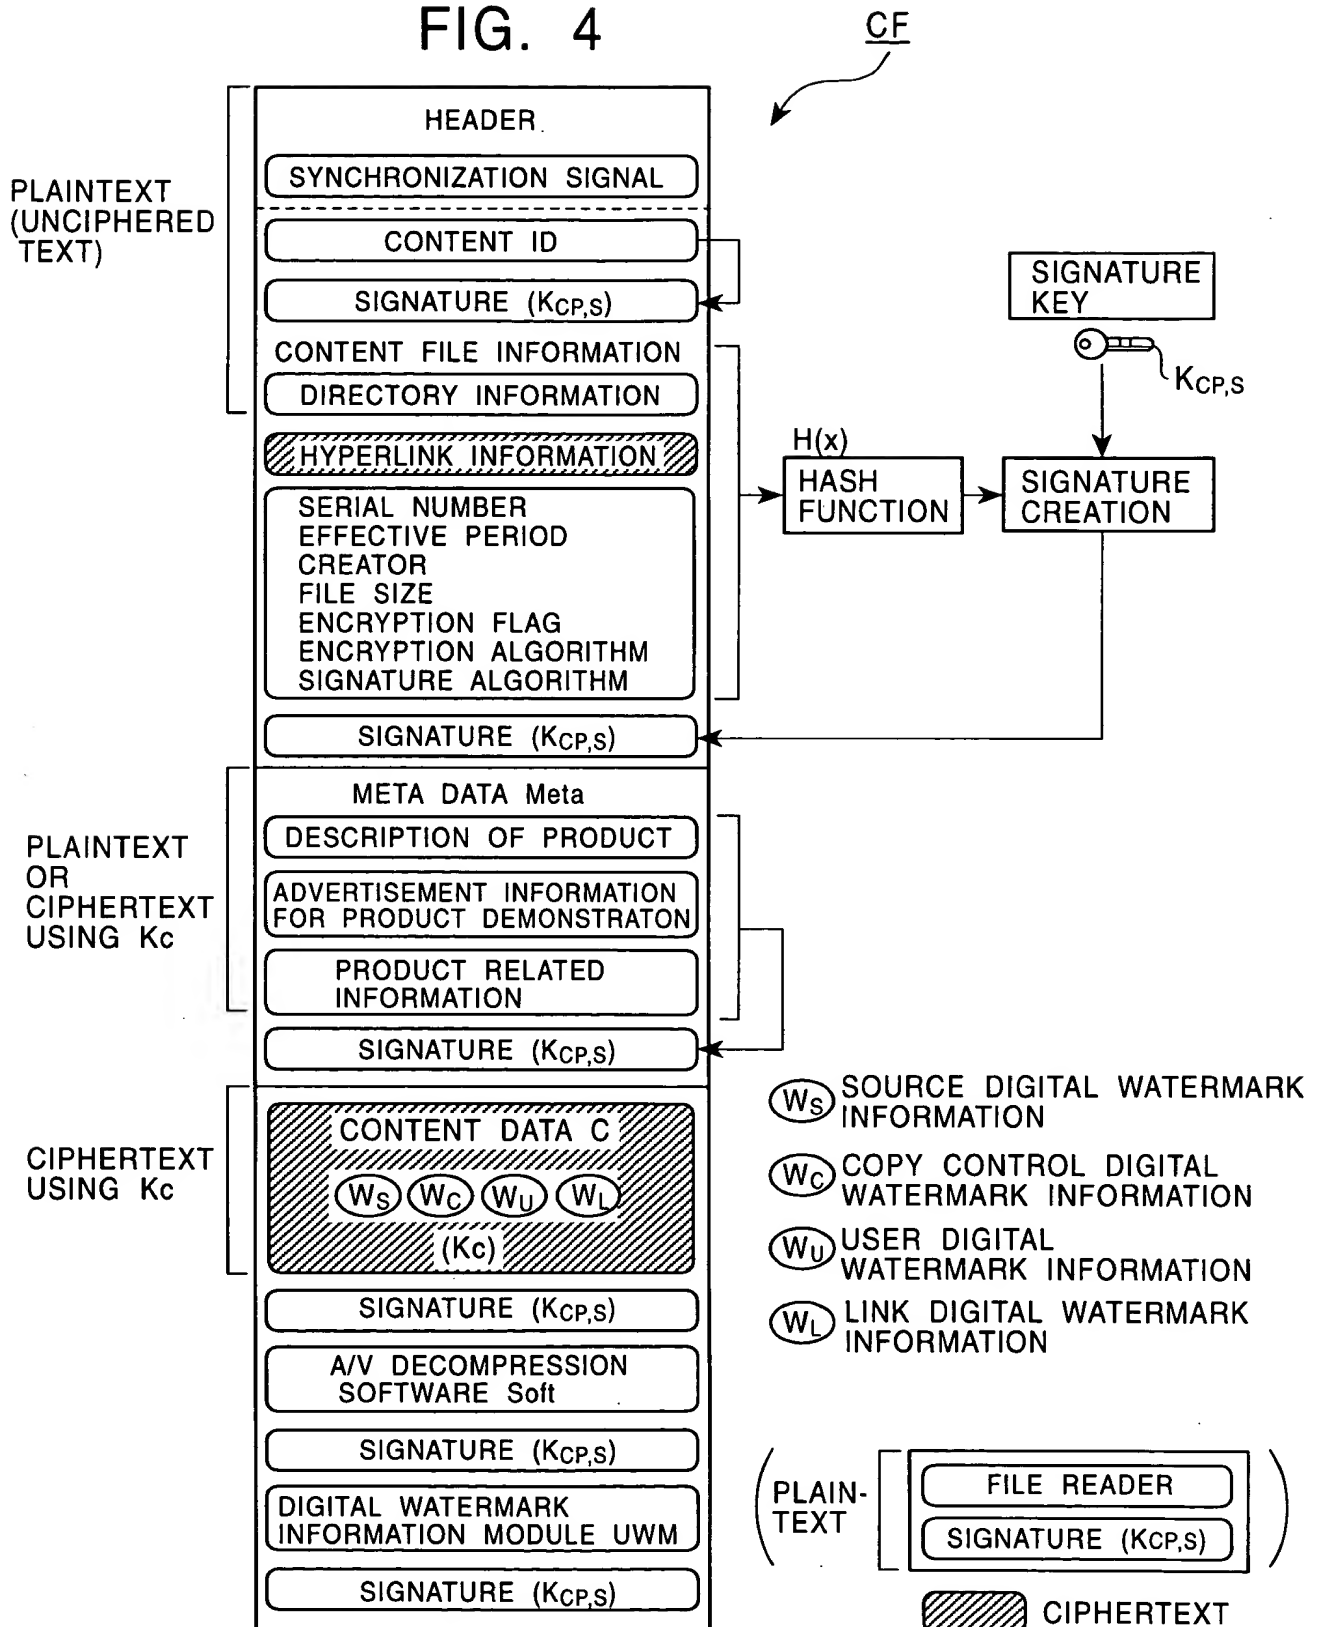 FIG. 4
CF
HEADER
SYNCHRONIZATION SIGNAL
PLAINTEXT
(UNCIPHERED
TEXT)
CONTENT ID
SIGNATURE (KCP,S)
CONTENT FILE INFORMATION
DIRECTORY INFORMATION
HYPERLINK INFORMATION
SERIAL NUMBER
EFFECTIVE PERIOD
CREATOR
FILE SIZE
ENCRYPTION FLAG
ENCRYPTION ALGORITHM
SIGNATURE ALGORITHM
SIGNATURE (KCP,S)
SIGNATURE
KEY
KCP,S
H(x)
HASH
FUNCTION
SIGNATURE
CREATION
META DATA Meta
DESCRIPTION OF PRODUCT
ADVERTISEMENT INFORMATION
FOR PRODUCT DEMONSTRATON
PRODUCT RELATED
INFORMATION
SIGNATURE (KCP,S)
PLAINTEXT
OR
CIPHERTEXT
USING Kc
CIPHERTEXT
USING Kc
CONTENT DATA C
WS WC WU WL
(Kc)
SIGNATURE (KCP,S)
A/V DECOMPRESSION
SOFTWARE Soft
SIGNATURE (KCP,S)
DIGITAL WATERMARK
INFORMATION MODULE UWM
SIGNATURE (KCP,S)
WS SOURCE DIGITAL WATERMARK
INFORMATION
WC COPY CONTROL DIGITAL
WATERMARK INFORMATION
WU USER DIGITAL
WATERMARK INFORMATION
WL LINK DIGITAL WATERMARK
INFORMATION
PLAIN-
TEXT
FILE READER
SIGNATURE (KCP,S)
CIPHERTEXT